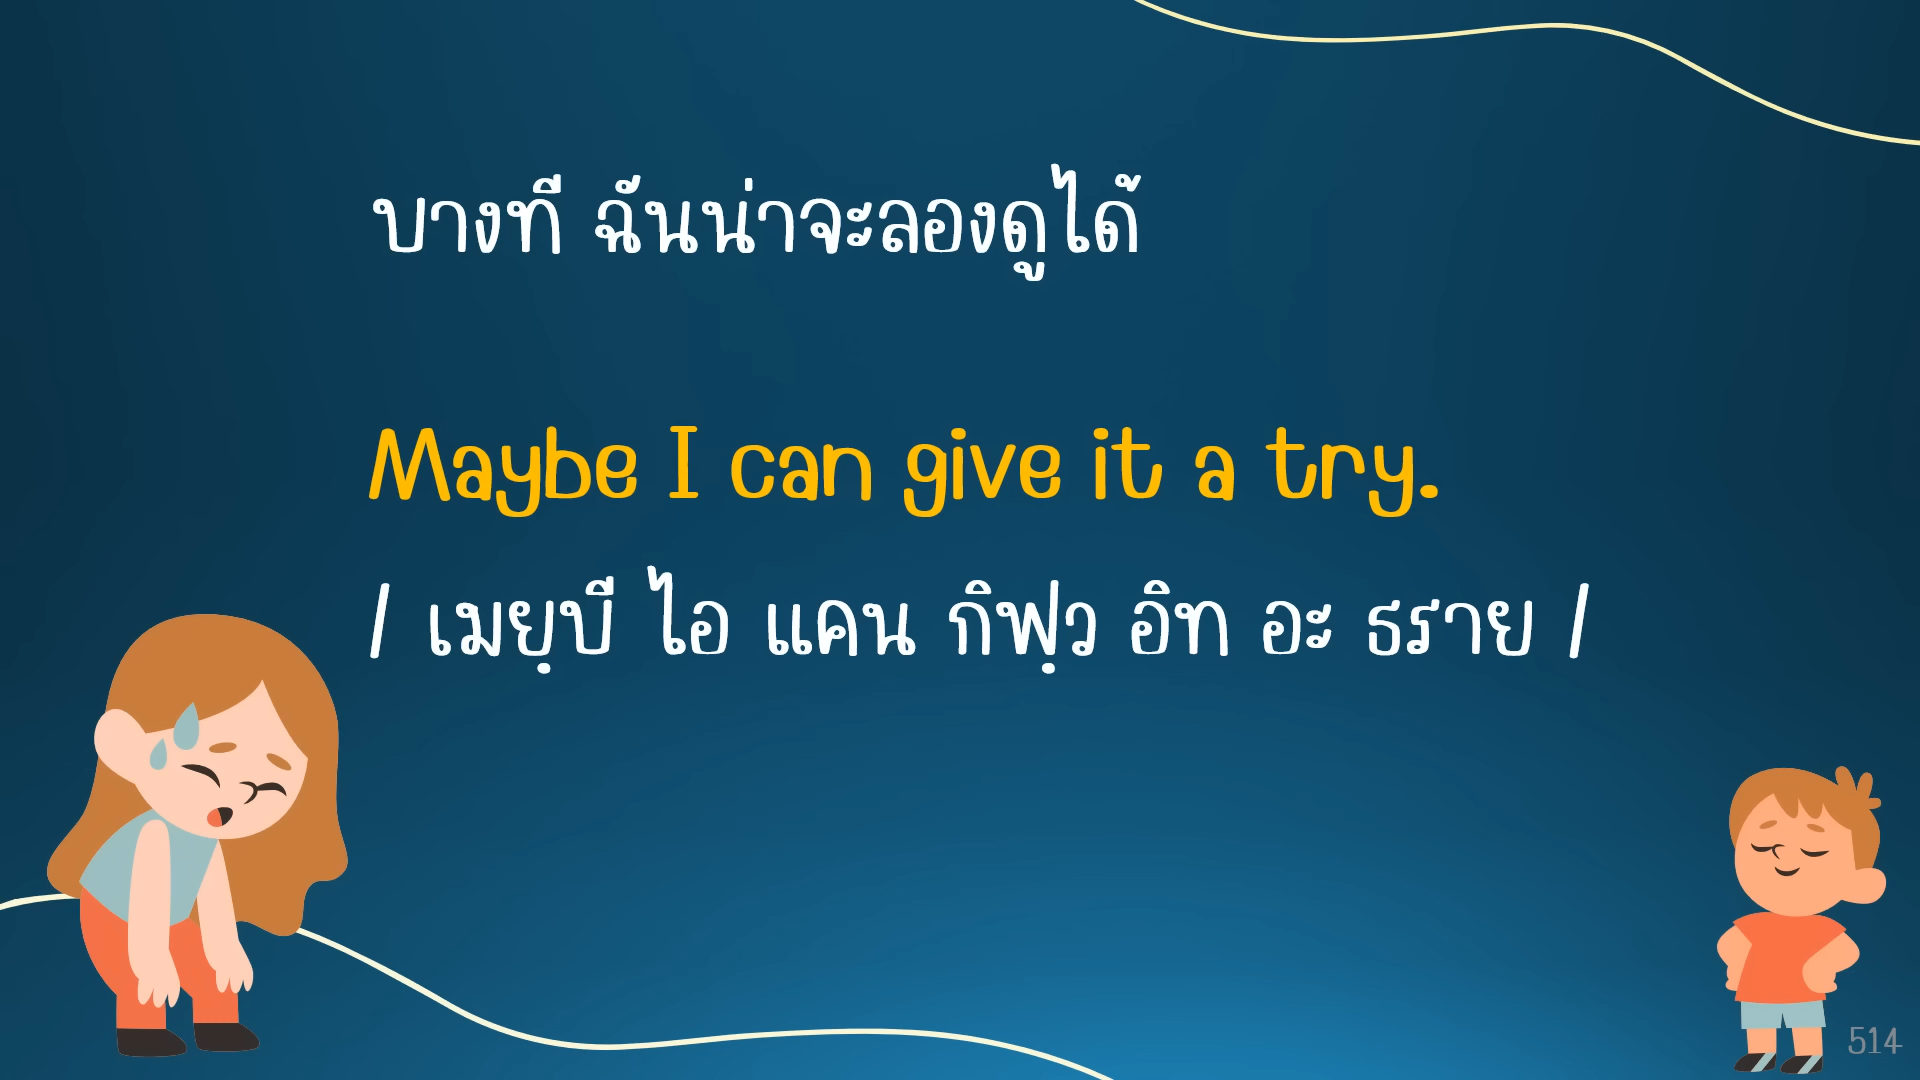 บางที ฉันน่าจะลองดูได้
Maybe I can give it a try.
/ เมยฺบี ไอ แคน กิฟฺว อิท อะ ธราย /
514